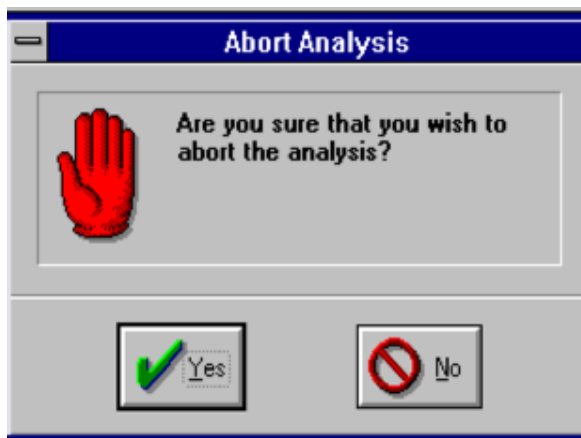 Abort Analysis
Are you sure that you wish to
abort the analysis?
Yes
No